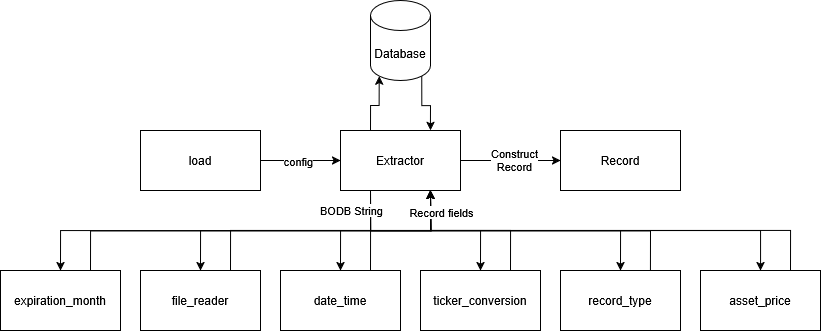 Database
load
config
Extractor
Construct
Record
Record
BODB String
Record fields
expiration_month
file_reader
date_time
ticker_conversion
record_type
asset_price